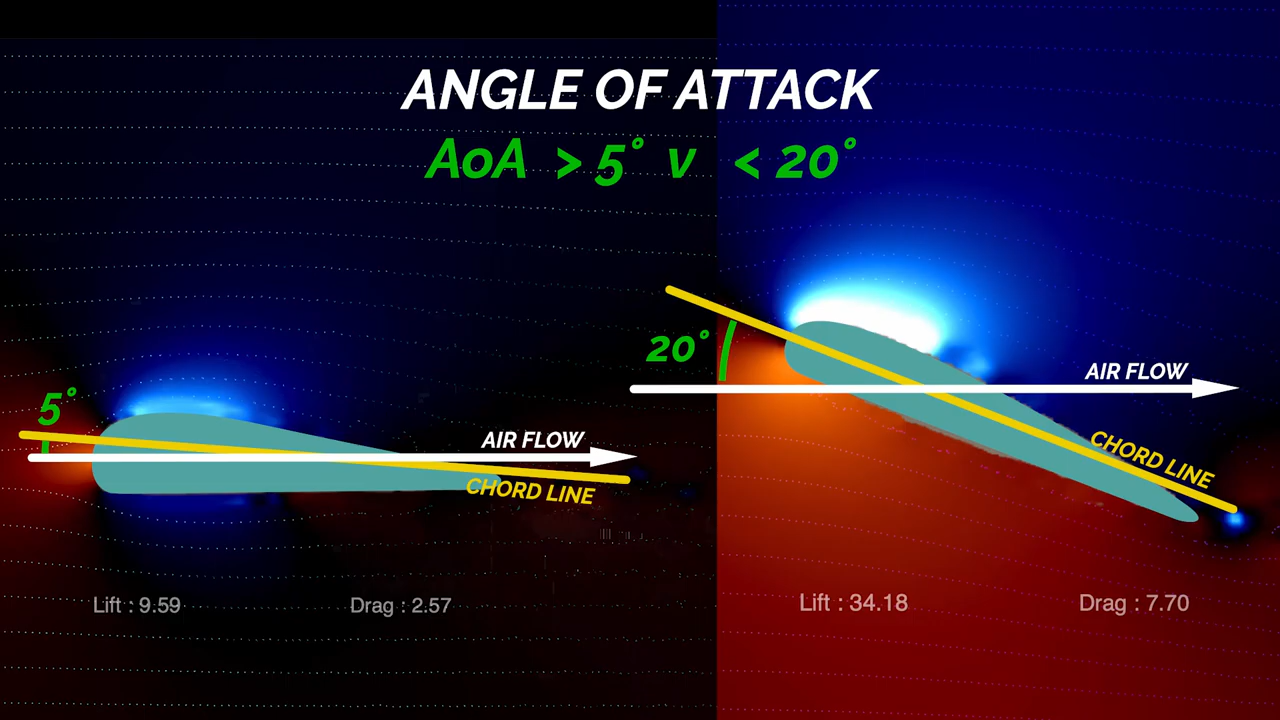 ANGLE OF ATTACK
AoA > 5° v < 20°
5°
AIR FLOW
CHORD LINE
Lift : 9.59
Drag : 2.57
20°
AIR FLOW
CHORD LINE
Lift : 34.18
Drag : 7.70